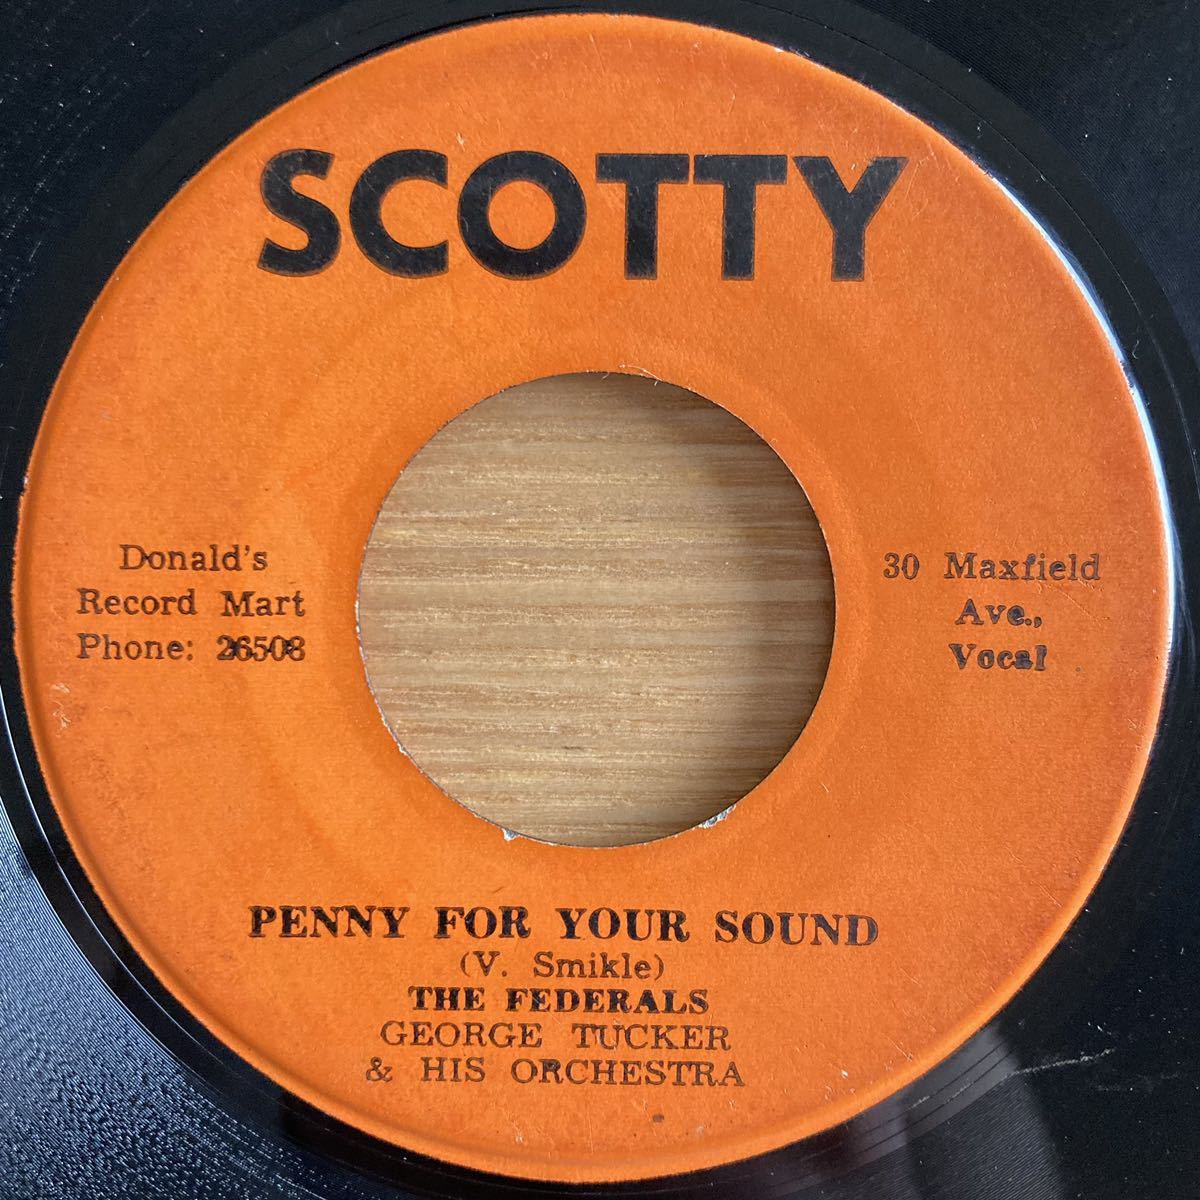 SCOTTY
Donald's
Record Mart
Phone: 26508
30 Maxfield
Ave.,
Vocal
PENNY FOR YOUR SOUND
(V. Smikle)
THE FEDERALS
GEORGE TUCKER
& HIS ORCHESTRA